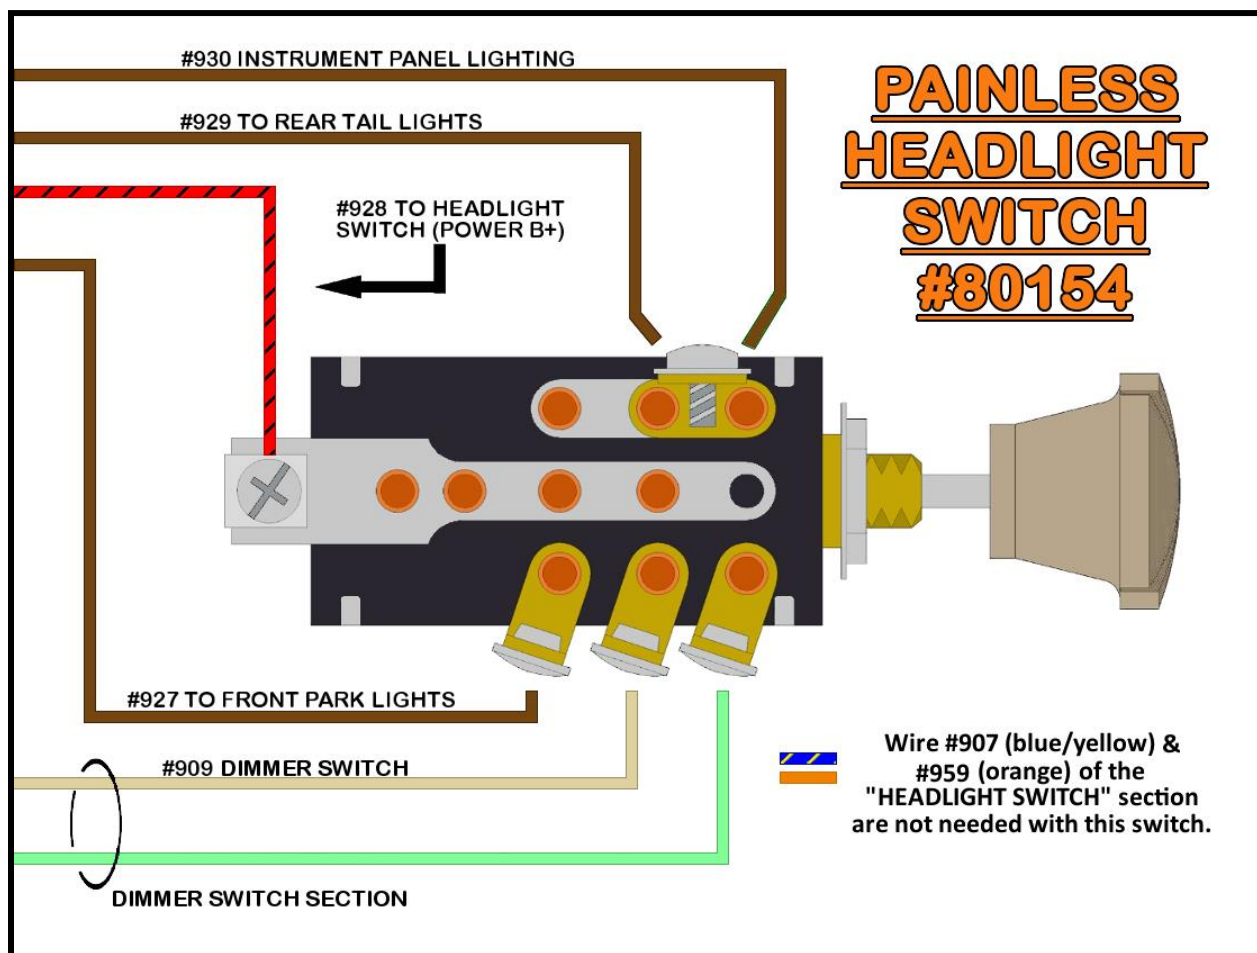 #930 INSTRUMENT PANEL LIGHTING
#929 TO REAR TAIL LIGHTS
PAINLESS
HEADLIGHT
SWITCH
#80154
#928 TO HEADLIGHT
SWITCH (POWER B+)
#927 TO FRONT PARK LIGHTS
#909 DIMMER SWITCH
DIMMER SWITCH SECTION
Wire #907 (blue/yellow) &
#959 (orange) of the
"HEADLIGHT SWITCH" section
are not needed with this switch.